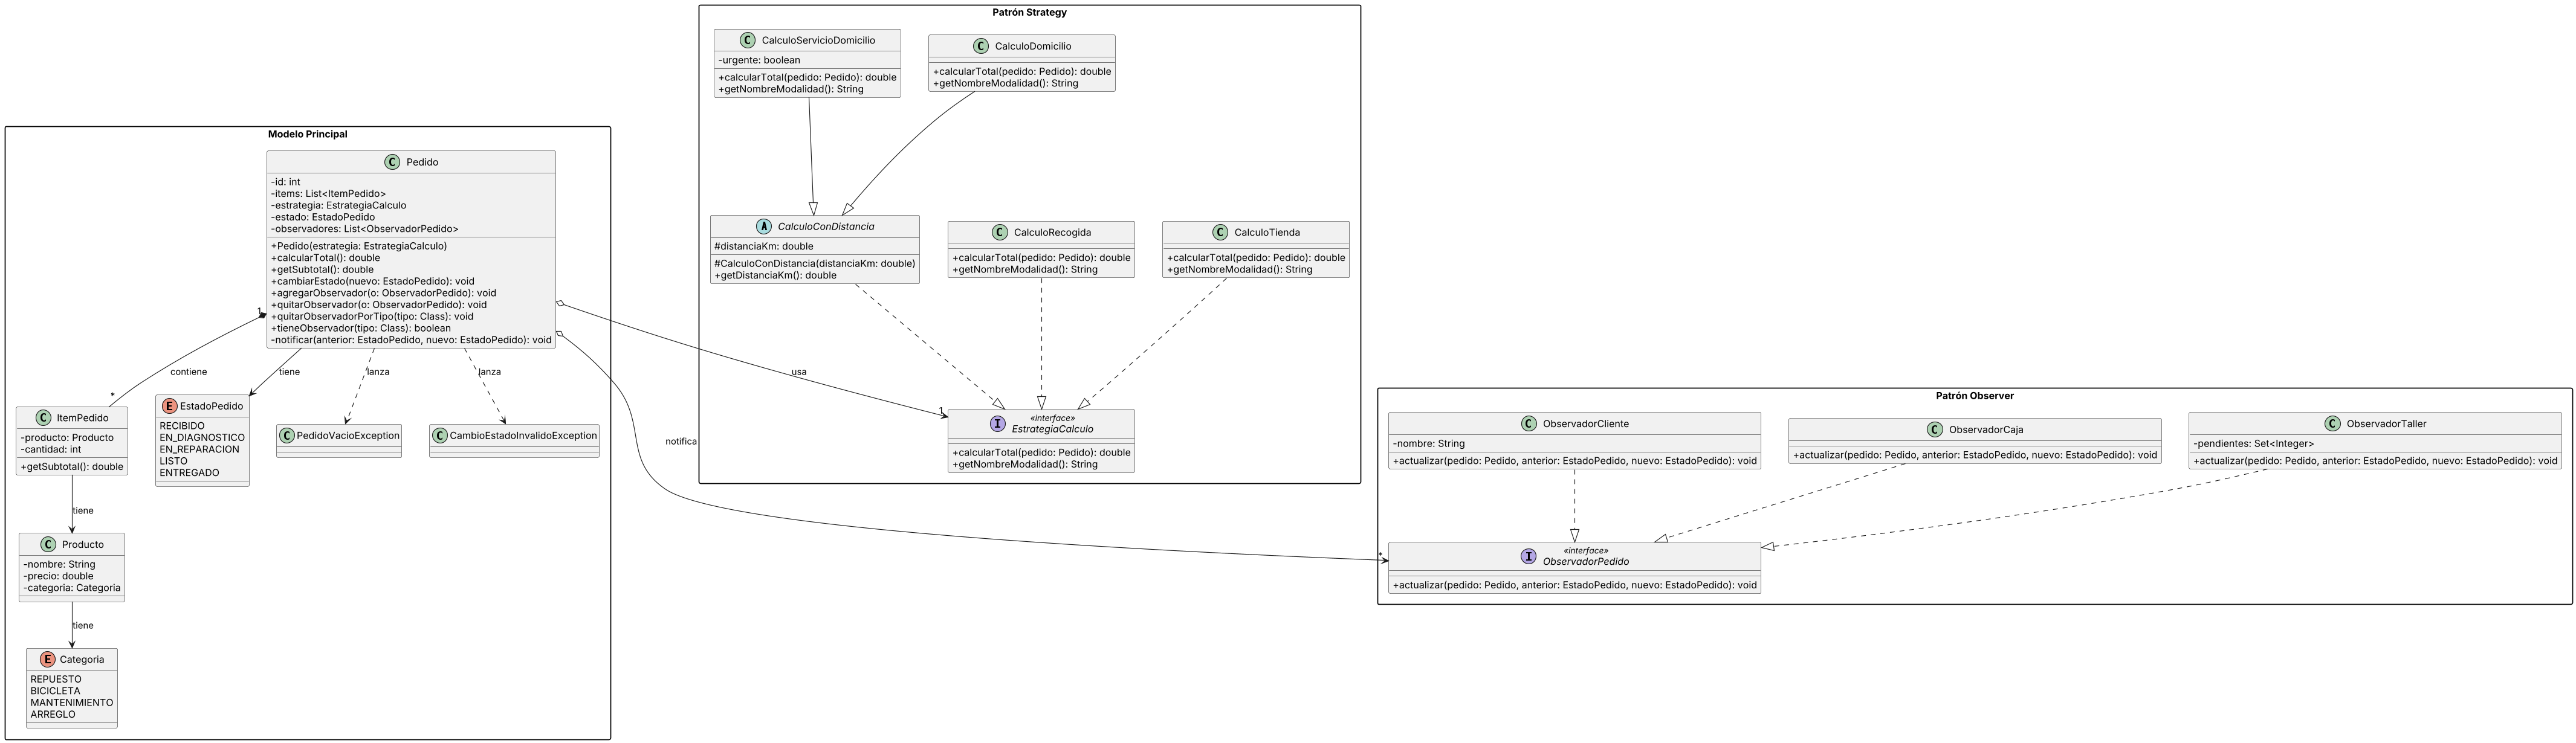 Patrón Strategy
CalculoServicioDomicilio
-urgente: boolean
+calcularTotal(pedido: Pedido): double
+getNombreModalidad(): String
CalculoDomicilio
+calcularTotal(pedido: Pedido): double
+getNombreModalidad(): String
CalculoConDistancia
#distanciaKm: double
#CalculoConDistancia(distanciaKm: double)
+getDistanciaKm(): double
CalculoRecogida
+calcularTotal(pedido: Pedido): double
+getNombreModalidad(): String
CalculoTienda
+calcularTotal(pedido: Pedido): double
+getNombreModalidad(): String
usa
1
«interface»
EstrategiaCalculo
+calcularTotal(pedido: Pedido): double
+getNombreModalidad(): String
Modelo Principal
Pedido
-id: int
-items: List<ItemPedido>
-estrategia: EstrategiaCalculo
-estado: EstadoPedido
-observadores: List<ObservadorPedido>
+Pedido(estrategia: EstrategiaCalculo)
+calcularTotal(): double
+getSubtotal(): double
+cambiarEstado(nuevo: EstadoPedido): void
+agregarObservador(o: ObservadorPedido): void
+quitarObservador(o: ObservadorPedido): void
+quitarObservadorPorTipo(tipo: Class): void
+tieneObservador(tipo: Class): boolean
-notificar(anterior: EstadoPedido, nuevo: EstadoPedido): void
1
contiene
*
tiene
lanza
lanza
ItemPedido
-producto: Producto
-cantidad: int
+getSubtotal(): double
EstadoPedido
RECIBIDO
EN_DIAGNOSTICO
EN_REPARACION
LISTO
ENTREGADO
PedidoVacioException
CambioEstadoInvalidoException
tiene
Producto
-nombre: String
-precio: double
-categoria: Categoria
tiene
Categoria
REPUESTO
BICICLETA
MANTENIMIENTO
ARREGLO
notifica
*
Patrón Observer
ObservadorCliente
-nombre: String
+actualizar(pedido: Pedido, anterior: EstadoPedido, nuevo: EstadoPedido): void
ObservadorCaja
+actualizar(pedido: Pedido, anterior: EstadoPedido, nuevo: EstadoPedido): void
ObservadorTaller
-pendientes: Set<Integer>
+actualizar(pedido: Pedido, anterior: EstadoPedido, nuevo: EstadoPedido): void
«interface»
ObservadorPedido
+actualizar(pedido: Pedido, anterior: EstadoPedido, nuevo: EstadoPedido): void